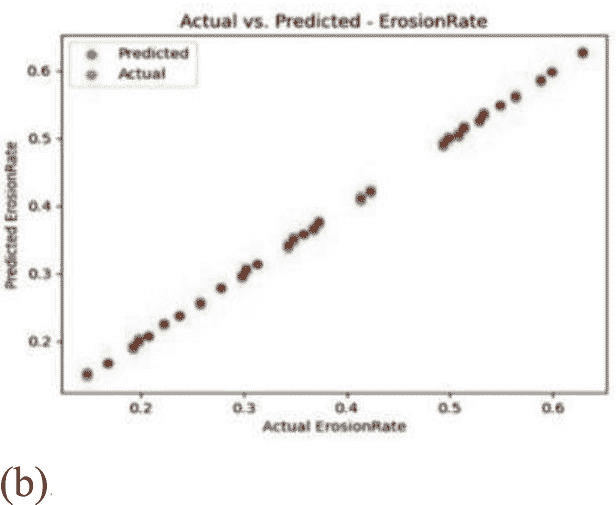 Actual vs. Predicted - ErosionRate
Predicted
Actual
0.6
0.5
0.4
0.3
0.2
Predicted ErosionRate
0.2 0.3 0.4 0.5 0.6
Actual ErosionRate
(b).